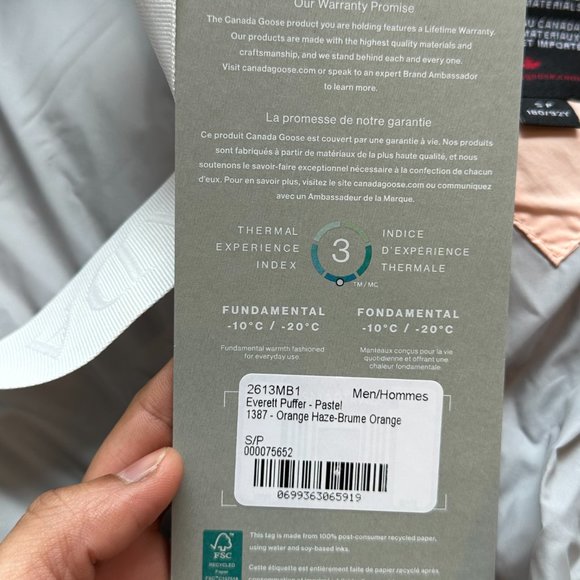 Our Warranty Promise
The Canada Goose product you are holding features a Lifetime Warranty.
Our products are made with the highest quality materials and
craftsmanship, and we stand behind each and every one.
Visit canadagoose.com or speak to an expert Brand Ambassador
to learn more.
La promesse de notre garantie
Ce produit Canada Goose est couvert par une garantie à vie. Nos produits
sont fabriqués à partir de matériaux de la plus haute qualité, et nous
soutenons le savoir-faire exceptionnel nécessaire à la confection de chacun
d'eux. Pour en savoir plus, visitez le site canadagoose.com ou communiquez
avec un Ambassadeur de la Marque.
THERMAL
EXPERIENCE
INDEX
3
TM/MC
INDICE
D'EXPÉRIENCE
THERMALE
FUNDAMENTAL
-10°C / -20°C
Fundamental warmth fashioned
for everyday use.
FONDAMENTAL
-10°C / -20°C
Manteaux conçus pour la vie
quotidienne et offrant une
chaleur fondamentale.
2613MB1 Men/Hommes
Everett Puffer - Pastel
1387 - Orange Haze-Brume Orange
S/P
000075652
0699363065919
FSC
RECYCLED
Paper
This tag is made from 100% post-consumer recycled paper,
using water and soy-based inks.
Cette étiquette est entièrement faite de papier recyclé après
CANADA
MATERIAUX
ET IMPORT
S P
180/92Y